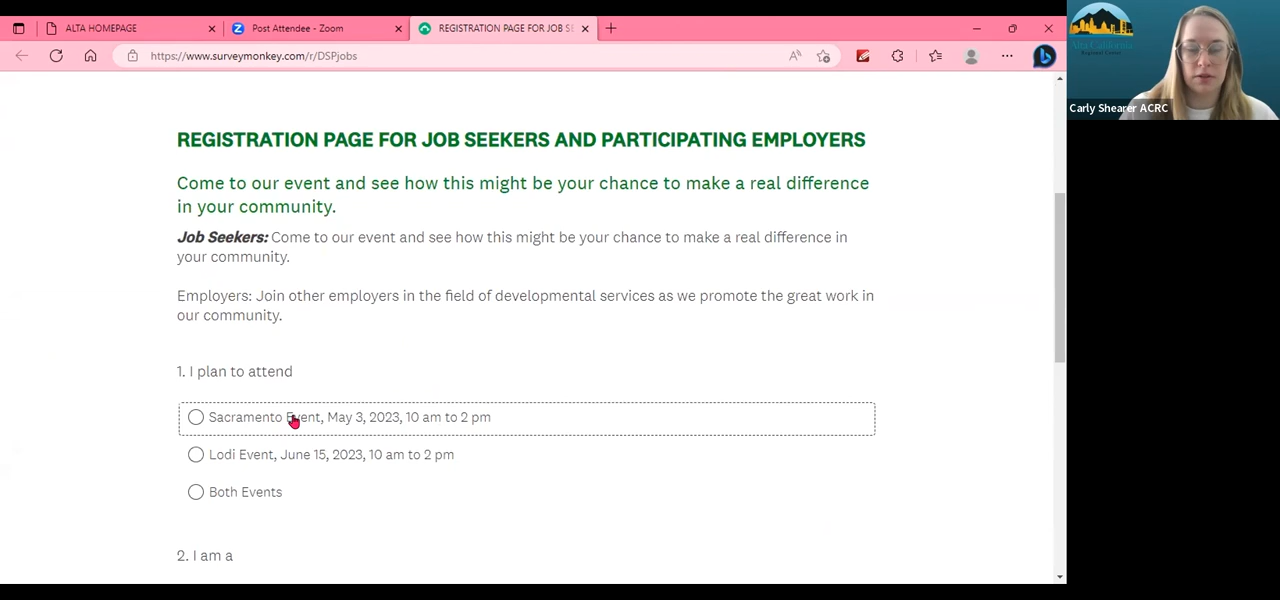 ALTA HOMEPAGE
Post Attendee - Zoom
REGISTRATION PAGE FOR JOB SE
https://www.surveymonkey.com/r/DSPjobs
Alta California
Regional Center
Carly Shearer ACRC
REGISTRATION PAGE FOR JOB SEEKERS AND PARTICIPATING EMPLOYERS
Come to our event and see how this might be your chance to make a real difference
in your community.
Job Seekers: Come to our event and see how this might be your chance to make a real difference in
your community.
Employers: Join other employers in the field of developmental services as we promote the great work in
our community.
1. I plan to attend
Sacramento Event, May 3, 2023, 10 am to 2 pm
Lodi Event, June 15, 2023, 10 am to 2 pm
Both Events
2. I am a